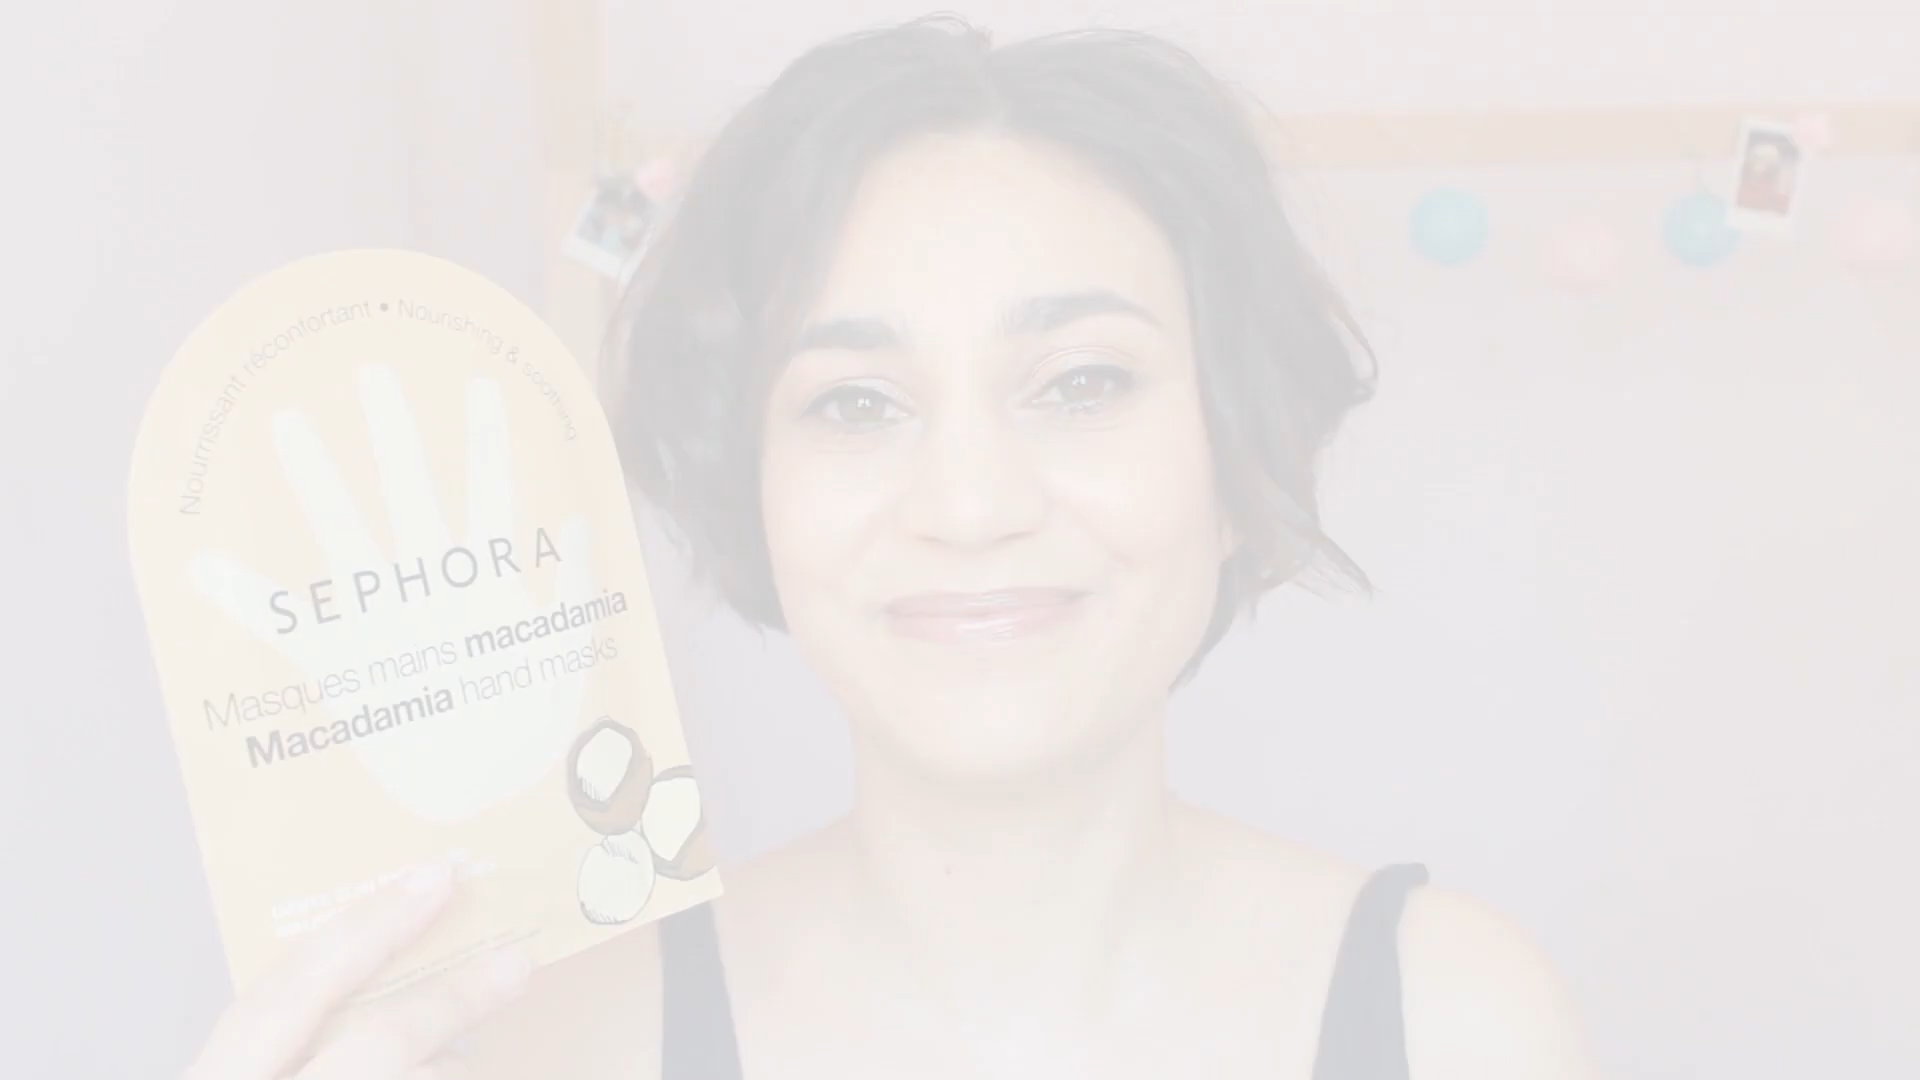 Nourrissant réconfortant • Nourishing & soothing
SEPHORA
Masques mains macadamia
Macadamia hand masks